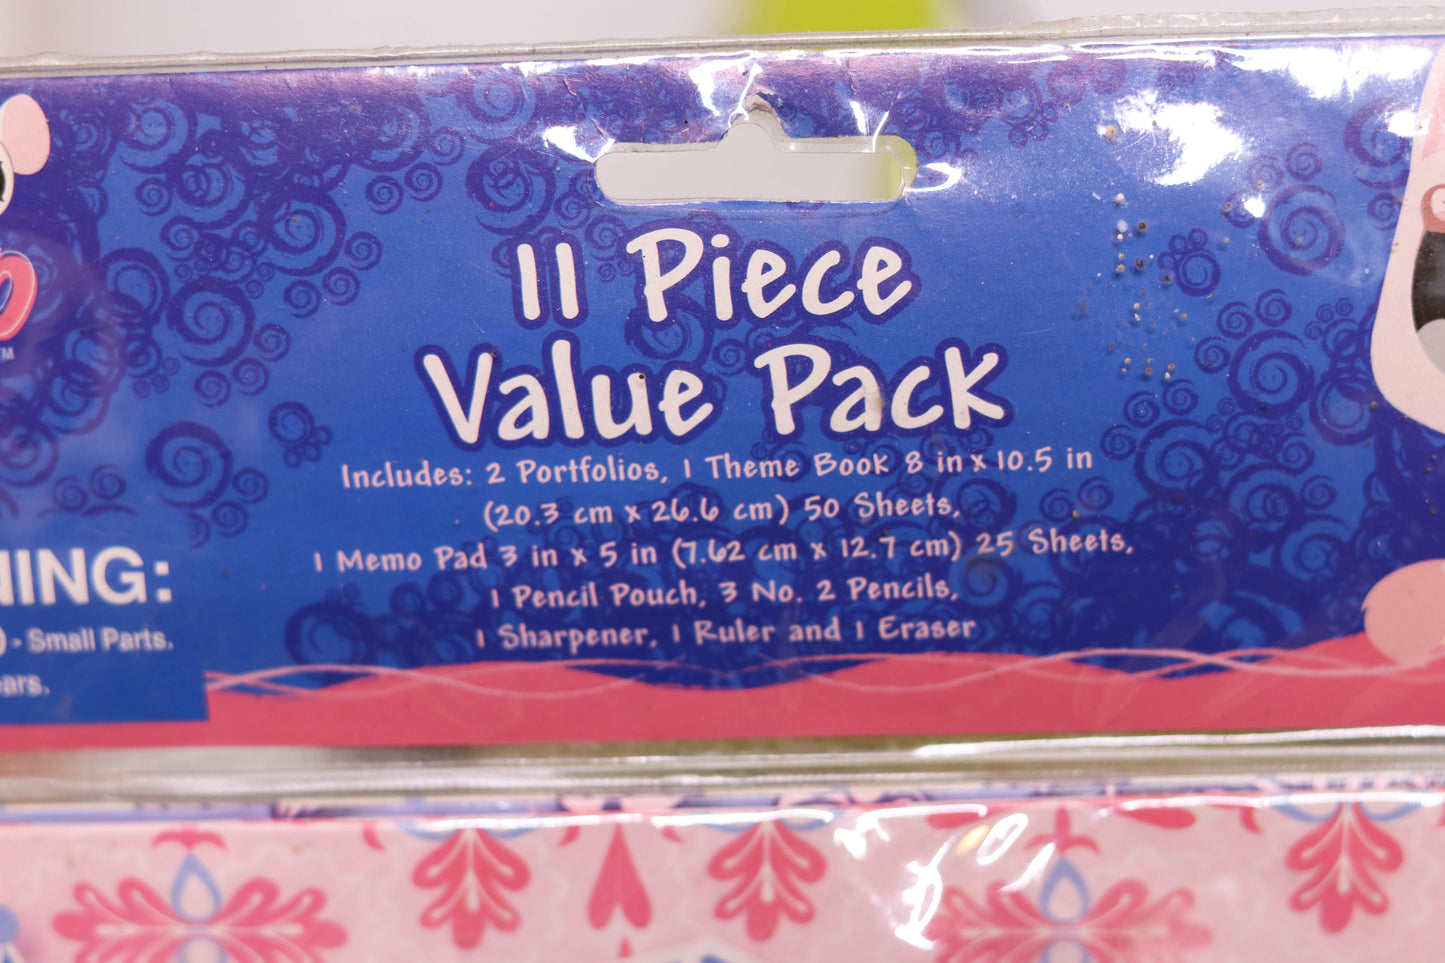 11 Piece
Value Pack
Includes: 2 Portfolios, 1 Theme Book 8 in x 10.5 in
(20.3 cm x 26.6 cm) 50 Sheets,
1 Memo Pad 3 in x 5 in (7.62 cm x 12.7 cm) 25 Sheets,
1 Pencil Pouch, 3 No. 2 Pencils,
1 Sharpener, 1 Ruler and 1 Eraser
TM
NING:
- Small Parts.
ears.